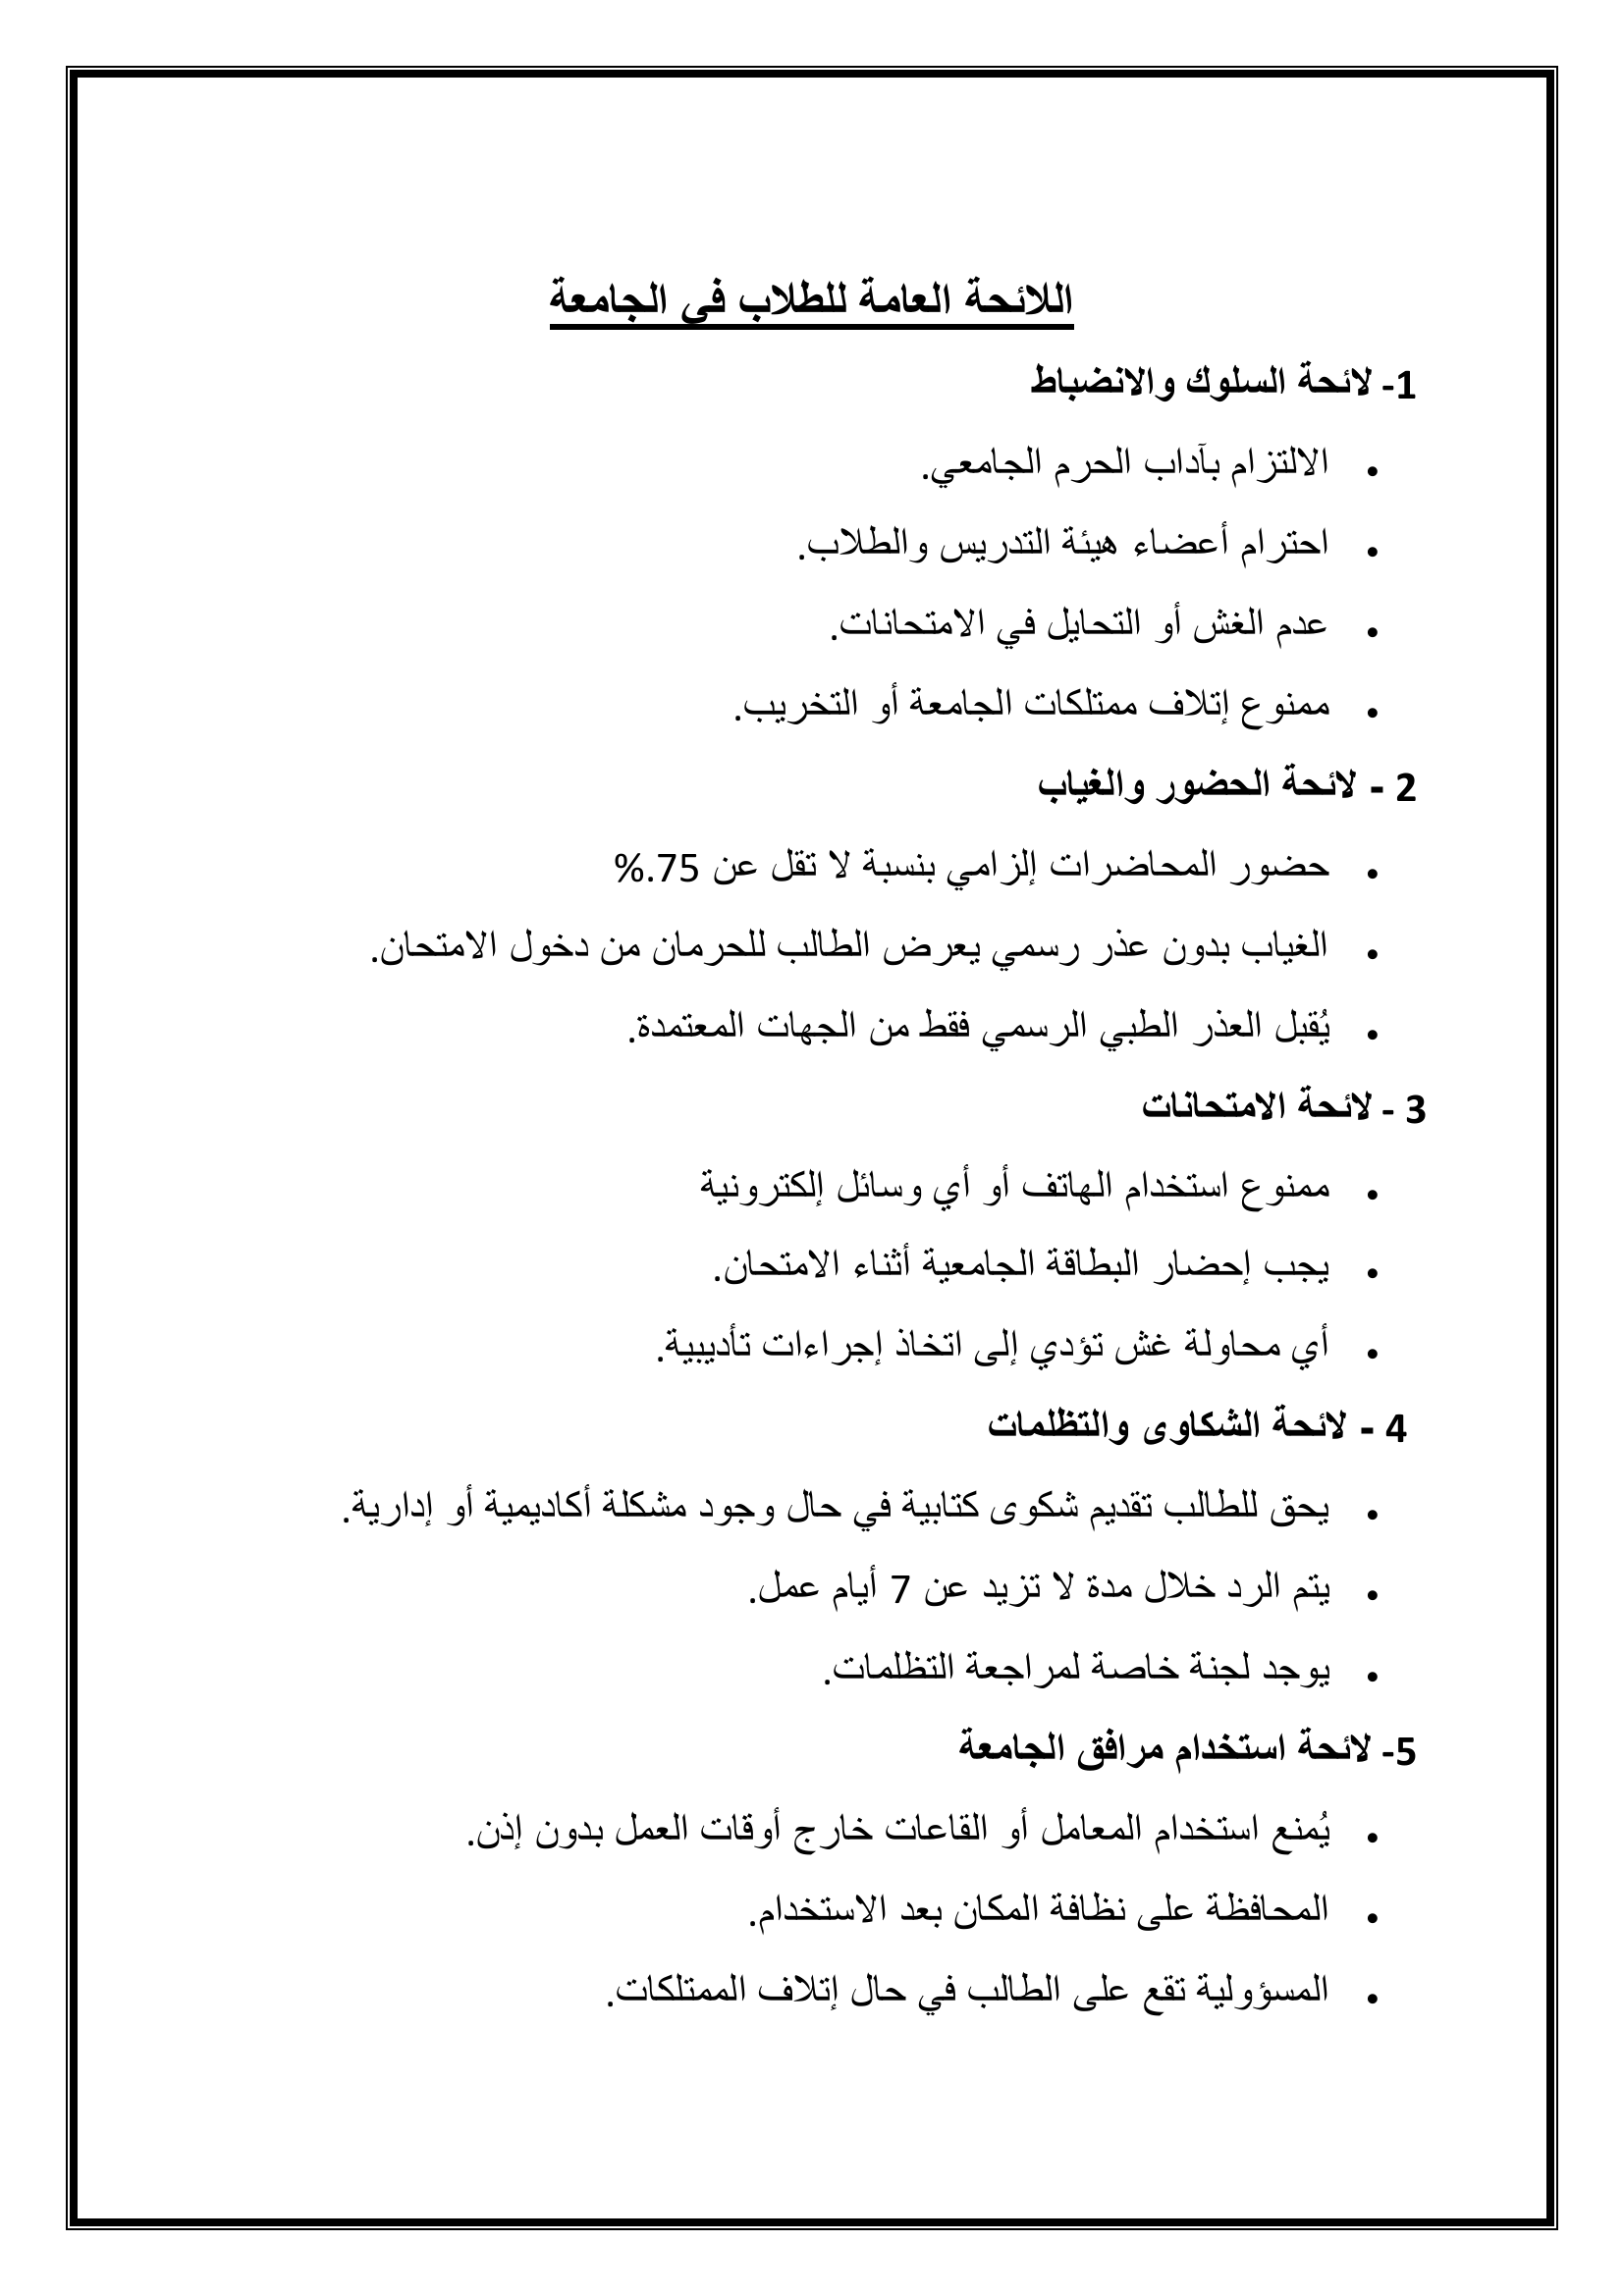 اللائحة العامة للطلاب في الجامعة
1- لائحة السلوك والانضباط
• الالتزام بآداب الحرم الجامعي.
• احترام أعضاء هيئة التدريس والطلاب.
• عدم الغش أو التحايل في الامتحانات.
• ممنوع إتلاف ممتلكات الجامعة أو التخريب.
2 - لائحة الحضور والغياب
• حضور المحاضرات إلزامي بنسبة لا تقل عن 75.%
• الغياب بدون عذر رسمي يعرض الطالب للحرمان من دخول الامتحان.
• يُقبل العذر الطبي الرسمي فقط من الجهات المعتمدة.
3 - لائحة الامتحانات
• ممنوع استخدام الهاتف أو أي وسائل إلكترونية
• يجب إحضار البطاقة الجامعية أثناء الامتحان.
• أي محاولة غش تؤدي إلى اتخاذ إجراءات تأديبية.
4 - لائحة الشكاوى والتظلمات
• يحق للطالب تقديم شكوى كتابية في حال وجود مشكلة أكاديمية أو إدارية.
• يتم الرد خلال مدة لا تزيد عن 7 أيام عمل.
• يوجد لجنة خاصة لمراجعة التظلمات.
5- لائحة استخدام مرافق الجامعة
• يُمنع استخدام المعامل أو القاعات خارج أوقات العمل بدون إذن.
• المحافظة على نظافة المكان بعد الاستخدام.
• المسؤولية تقع على الطالب في حال إتلاف الممتلكات.